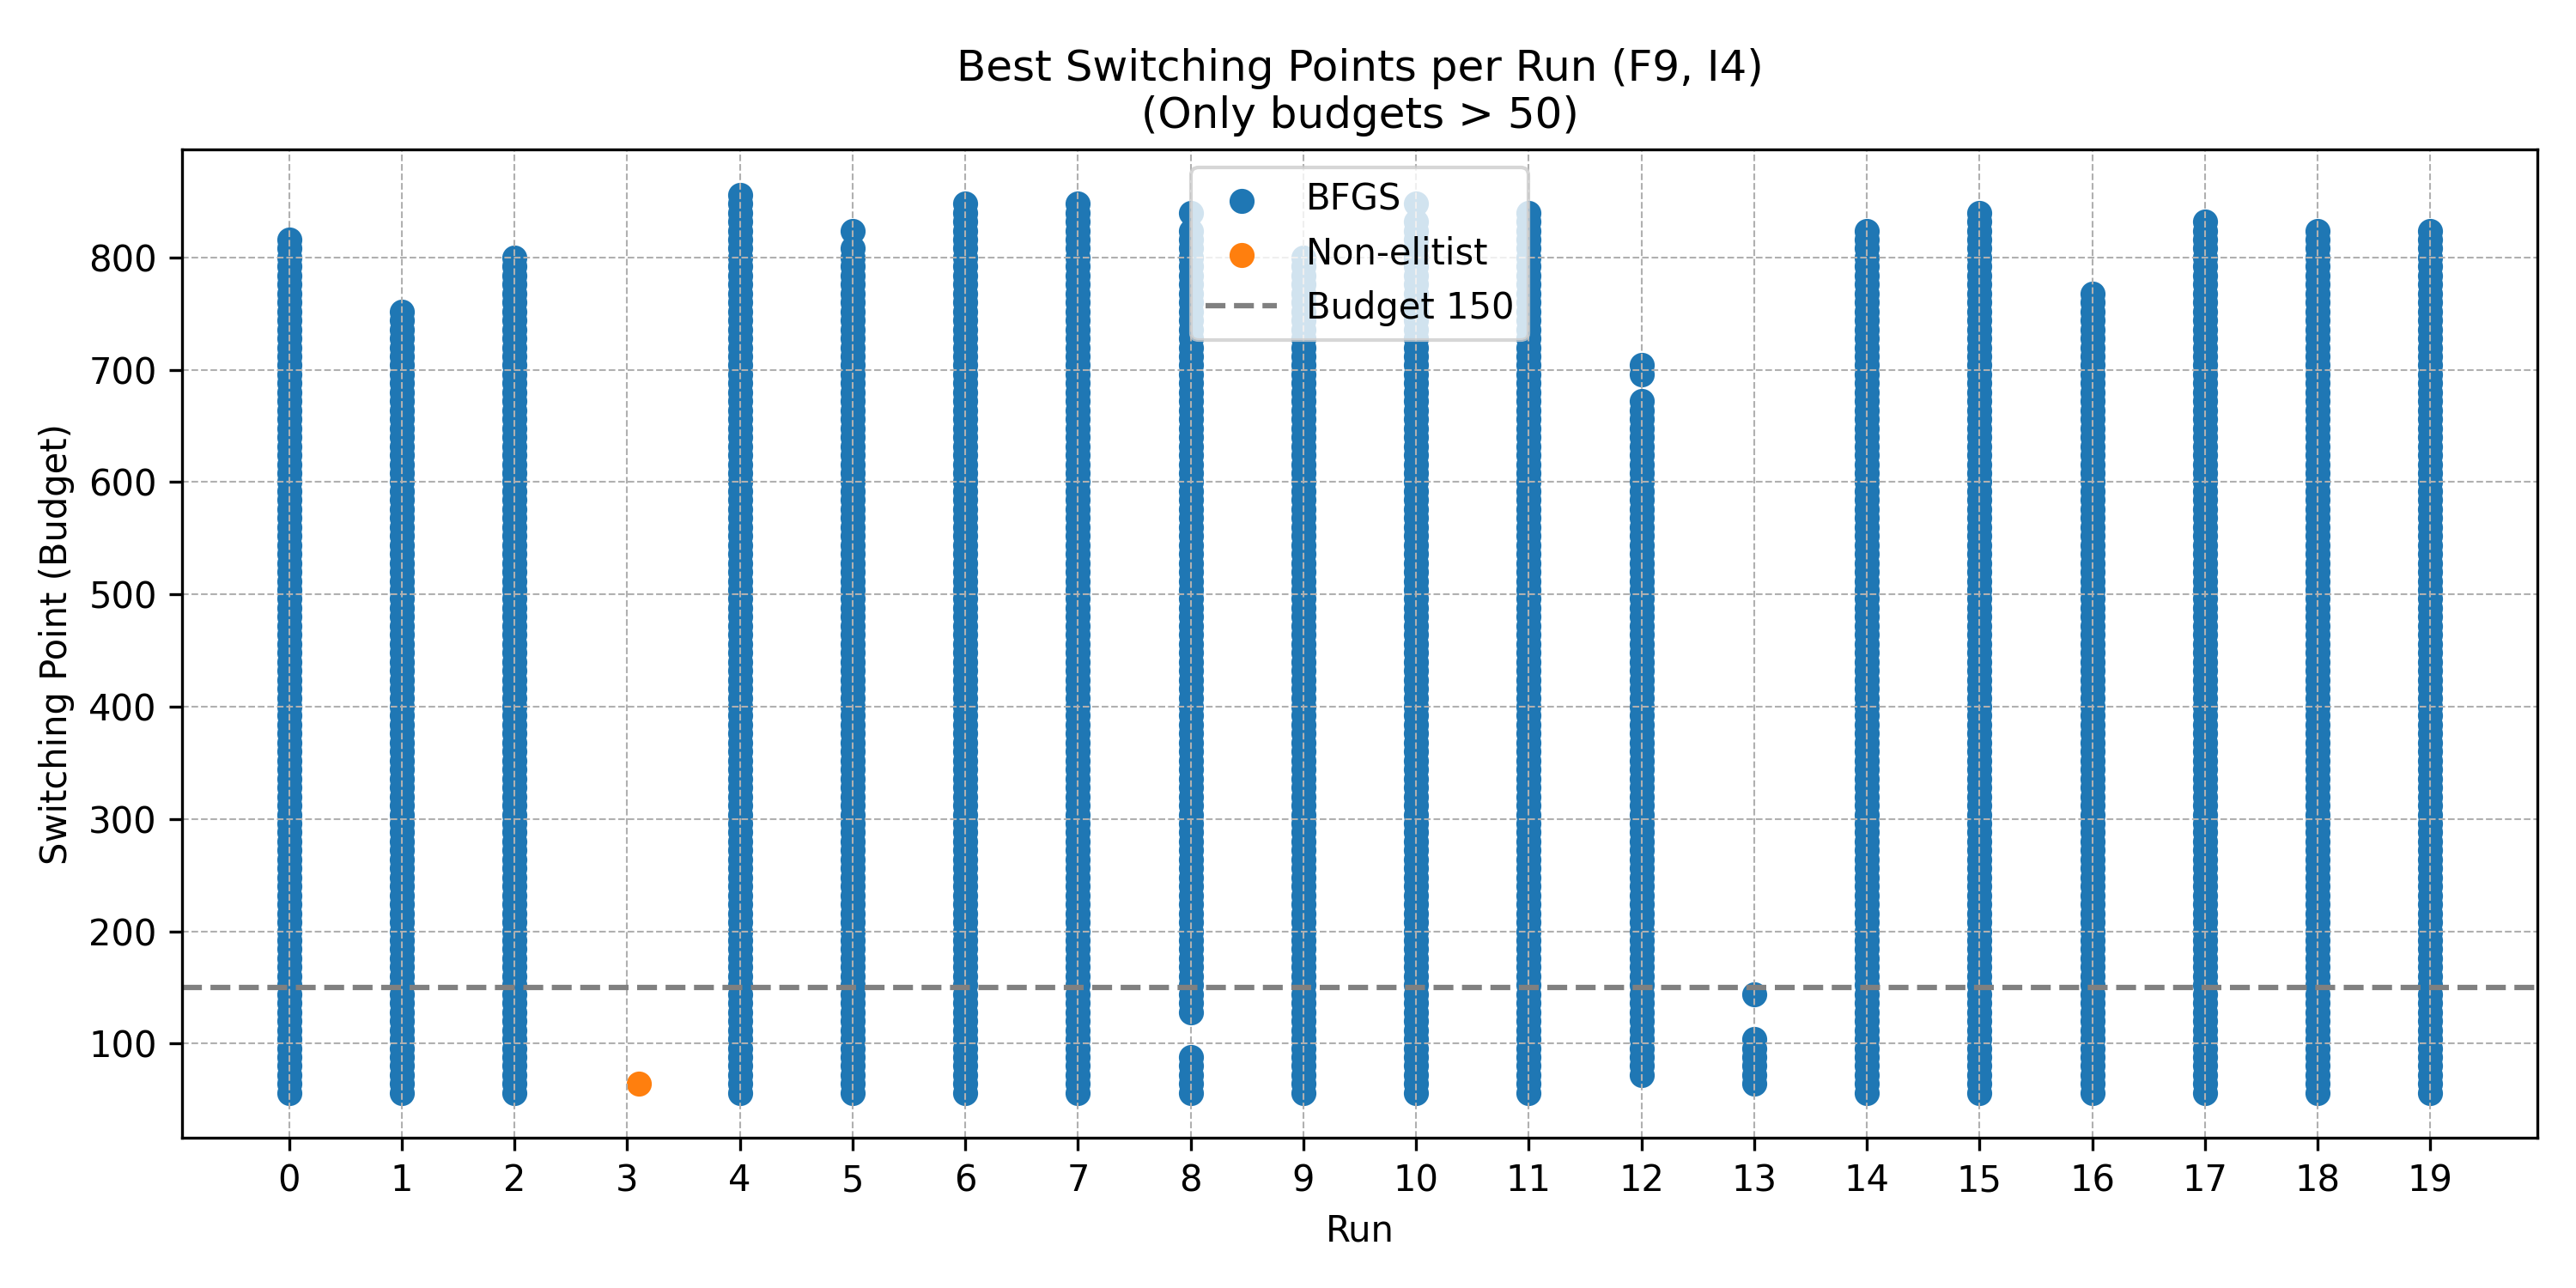 Best Switching Points per Run (F9, I4)
(Only budgets > 50)
BFGS
Non-elitist
Budget 150
Switching Point (Budget)
800
700
600
500
400
300
200
100
0 1 2 3 4 5 6 7 8 9 10 11 12 13 14 15 16 17 18 19
Run